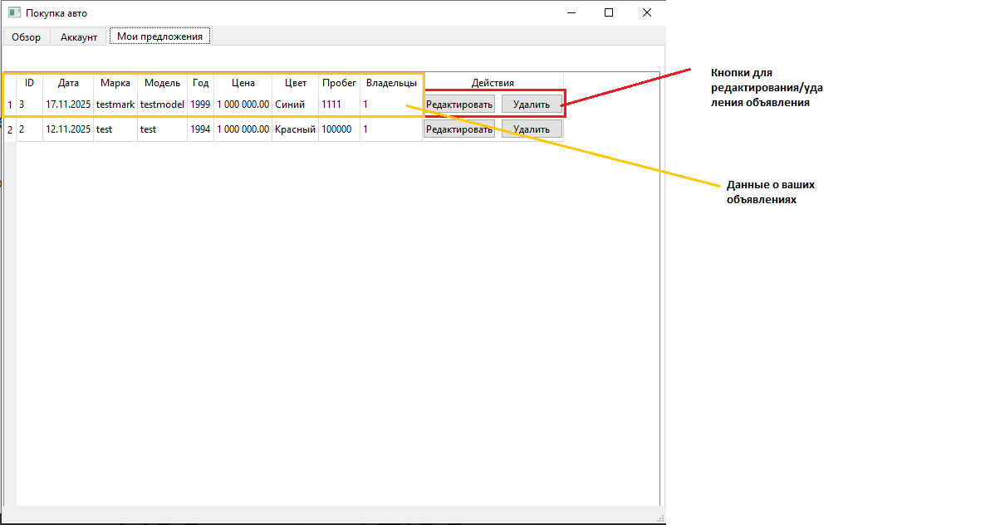 Покупка авто
Обзор Аккаунт Мои предложения
ID Дата Марка Модель Год Цена Цвет Пробег Владельцы Действия
1 3 17.11.2025 testmark testmodel 1999 1 000 000.00 Синий 1111 1 Редактировать Удалить
2 2 12.11.2025 test test 1994 1 000 000.00 Красный 100000 1 Редактировать Удалить
Кнопки для
редактирования/уда
ления объявления
Данные о ваших
объявлениях